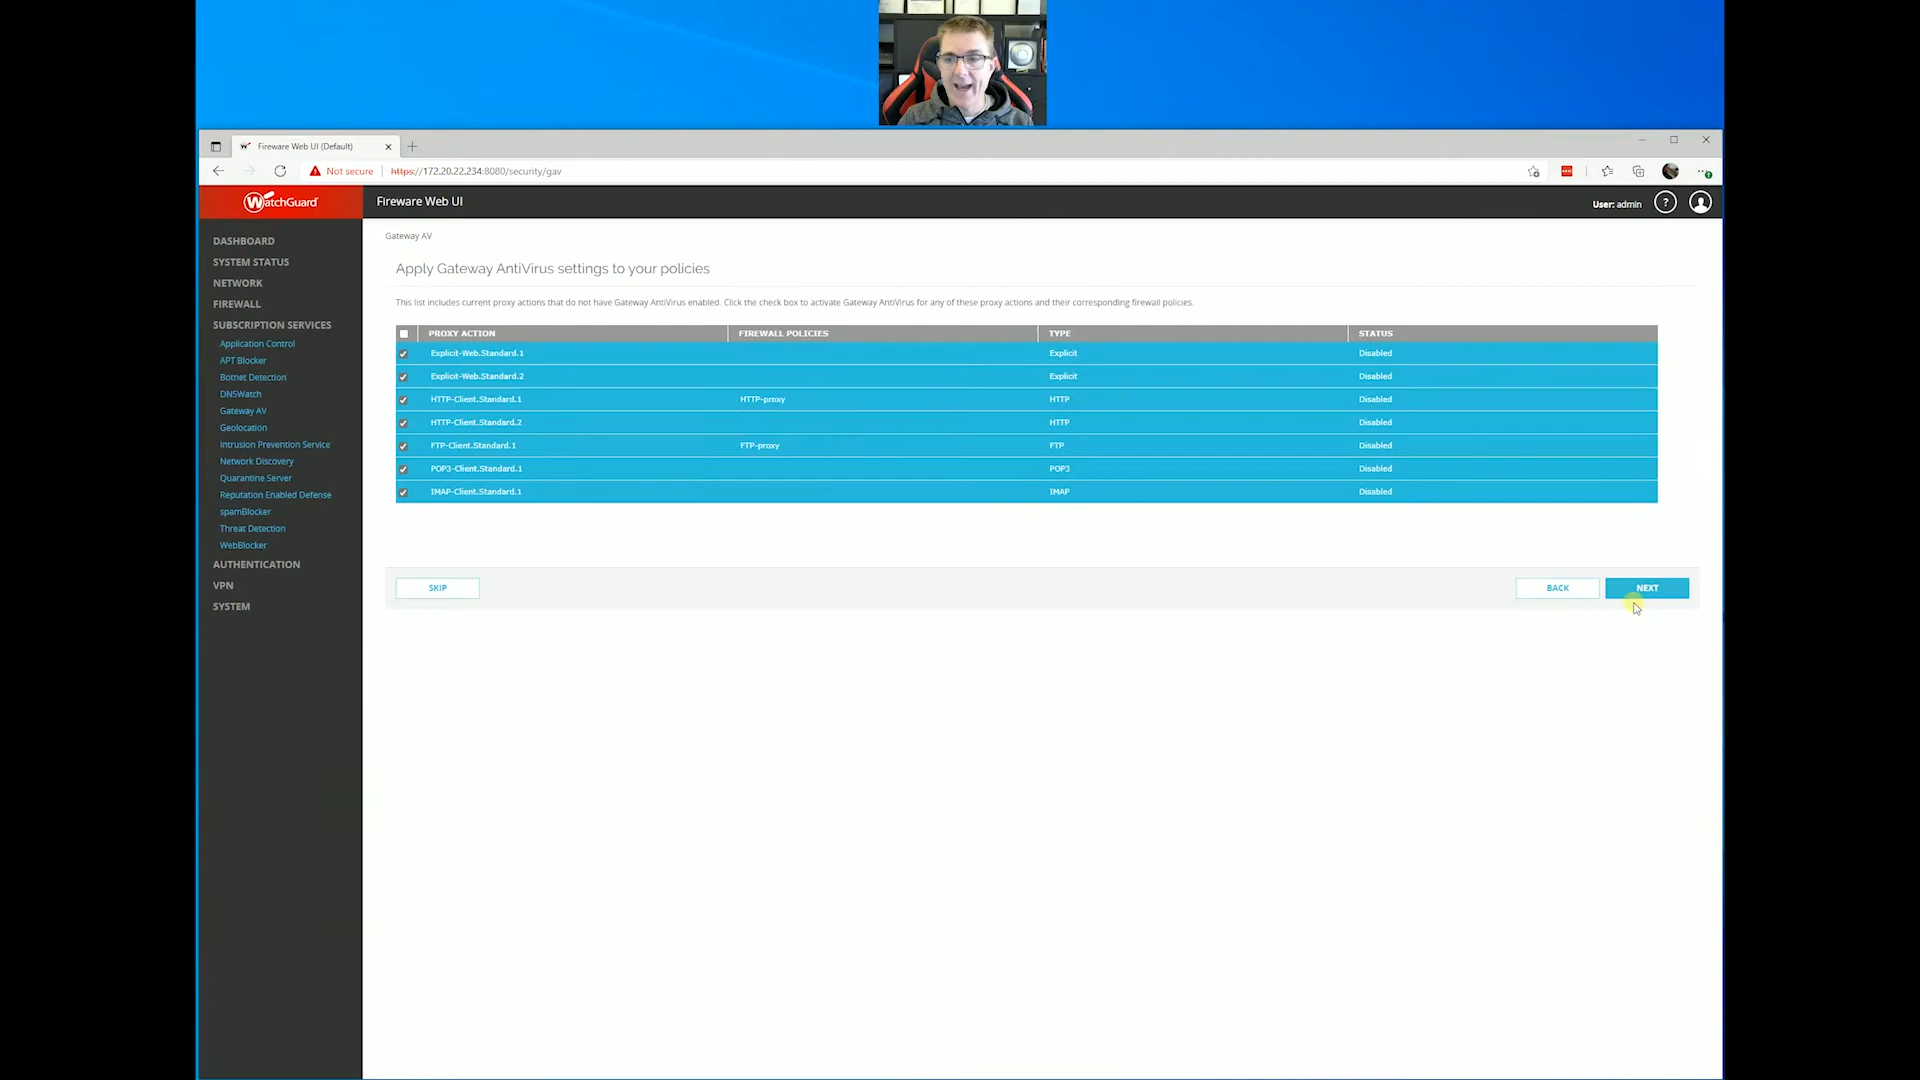 Fireware Web UI (Default)
Not secure
https://172.20.22.234:8080/security/gav
WatchGuard
Fireware Web UI
User: admin
?
DASHBOARD
SYSTEM STATUS
NETWORK
FIREWALL
SUBSCRIPTION SERVICES
Application Control
APT Blocker
Botnet Detection
DNSWatch
Gateway AV
Geolocation
Intrusion Prevention Service
Network Discovery
Quarantine Server
Reputation Enabled Defense
spamBlocker
Threat Detection
WebBlocker
AUTHENTICATION
VPN
SYSTEM
Gateway AV
Apply Gateway AntiVirus settings to your policies
This list includes current proxy actions that do not have Gateway AntiVirus enabled. Click the check box to activate Gateway AntiVirus for any of these proxy actions and their corresponding firewall policies.
PROXY ACTION FIREWALL POLICIES TYPE STATUS
Explicit-Web.Standard.1 Explicit Disabled
Explicit-Web.Standard.2 Explicit Disabled
HTTP-Client.Standard.1 HTTP-proxy HTTP Disabled
HTTP-Client.Standard.2 HTTP Disabled
FTP-Client.Standard.1 FTP-proxy FTP Disabled
POP3-Client.Standard.1 POP3 Disabled
IMAP-Client.Standard.1 IMAP Disabled
SKIP BACK NEXT